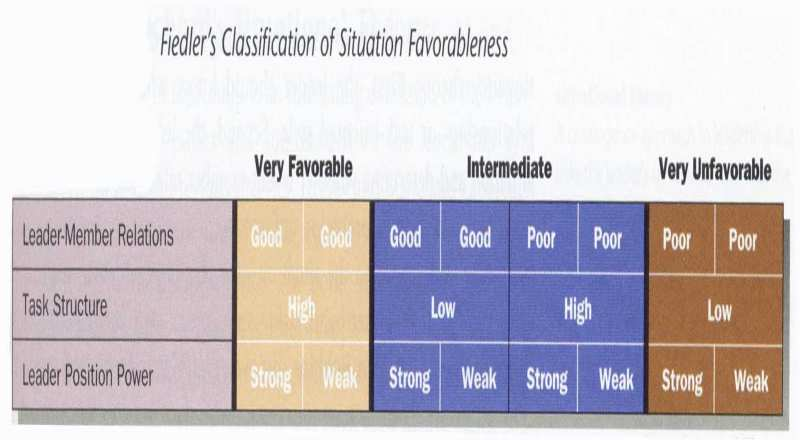 Fiedler's Classification of Situation Favorableness
Very Favorable Intermediate Very Unfavorable
Leader-Member Relations Good Good Good Good Poor Poor Poor Poor
Task Structure High Low High Low
Leader Position Power Strong Weak Strong Weak Strong Weak Strong Weak